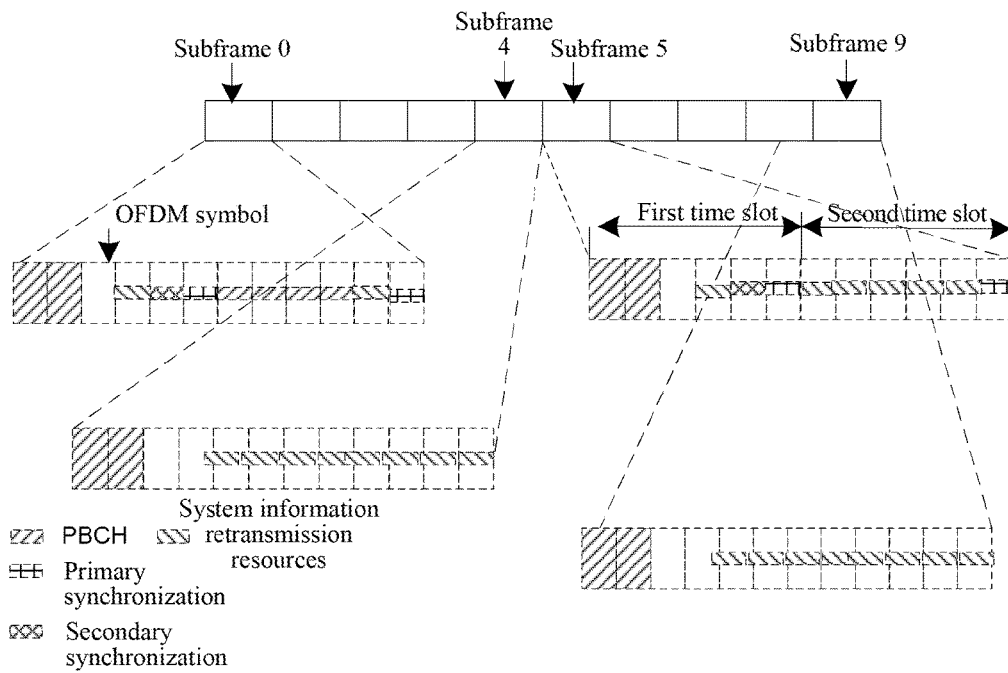 Subframe 0
Subframe
4
Subframe 5
Subframe 9
OFDM symbol
First time slot
Second time slot
System information
retransmission
resources
PBCH
Primary
synchronization
Secondary
synchronization